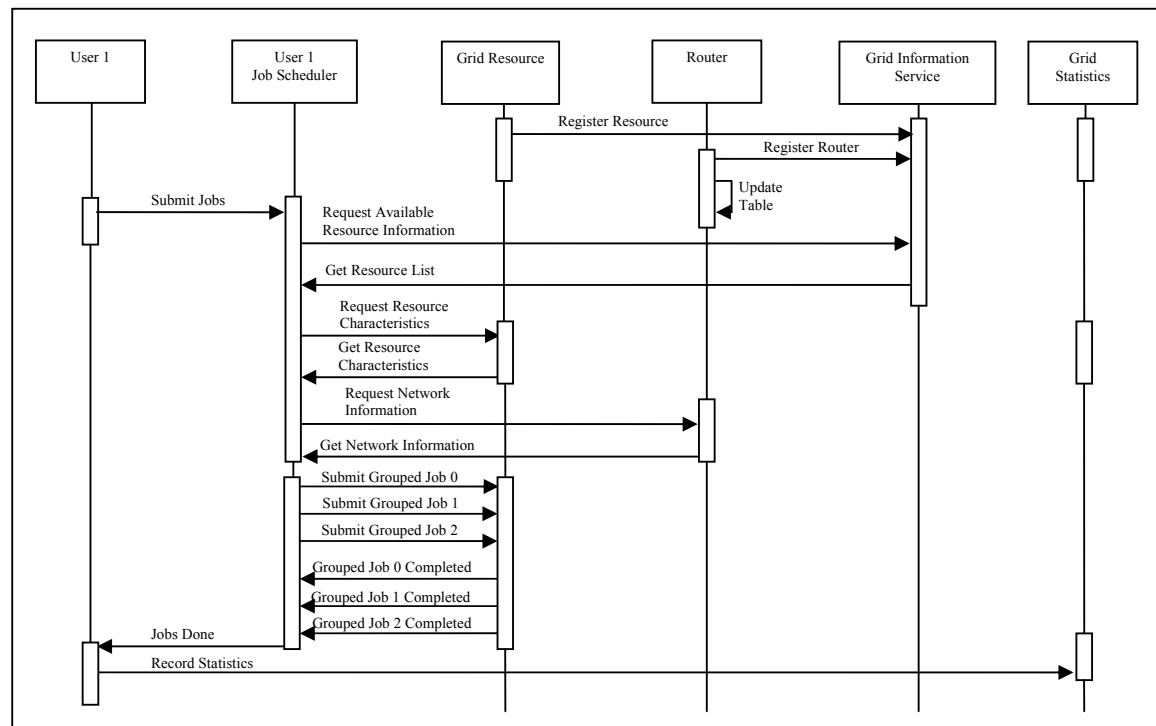 User 1
User 1
Job Scheduler
Grid Resource
Router
Grid Information
Service
Grid
Statistics
Register Resource
Register Router
Update
Table
Submit Jobs
Request Available
Resource Information
Get Resource List
Request Resource
Characteristics
Get Resource
Characteristics
Request Network
Information
Get Network Information
Submit Grouped Job 0
Submit Grouped Job 1
Submit Grouped Job 2
Grouped Job 0 Completed
Grouped Job 1 Completed
Grouped Job 2 Completed
Jobs Done
Record Statistics